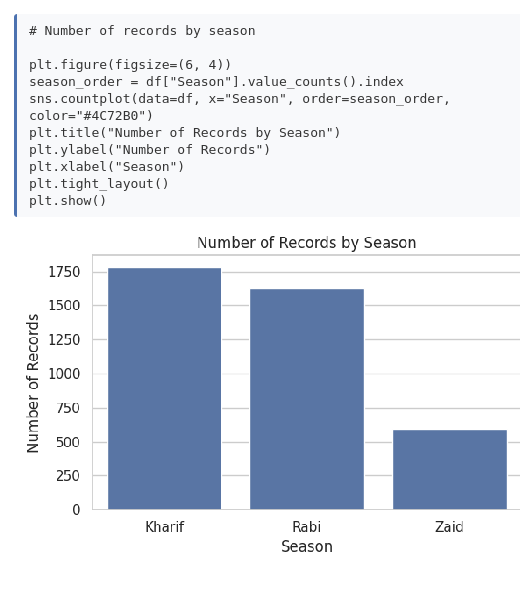 # Number of records by season
plt.figure(figsize=(6, 4))
season_order = df["Season"].value_counts().index
sns.countplot(data=df, x="Season", order=season_order,
color="#4C72B0")
plt.title("Number of Records by Season")
plt.ylabel("Number of Records")
plt.xlabel("Season")
plt.tight_layout()
plt.show()
Number of Records by Season
Number of Records
1750
1500
1250
1000
750
500
250
0
Kharif Rabi Zaid
Season